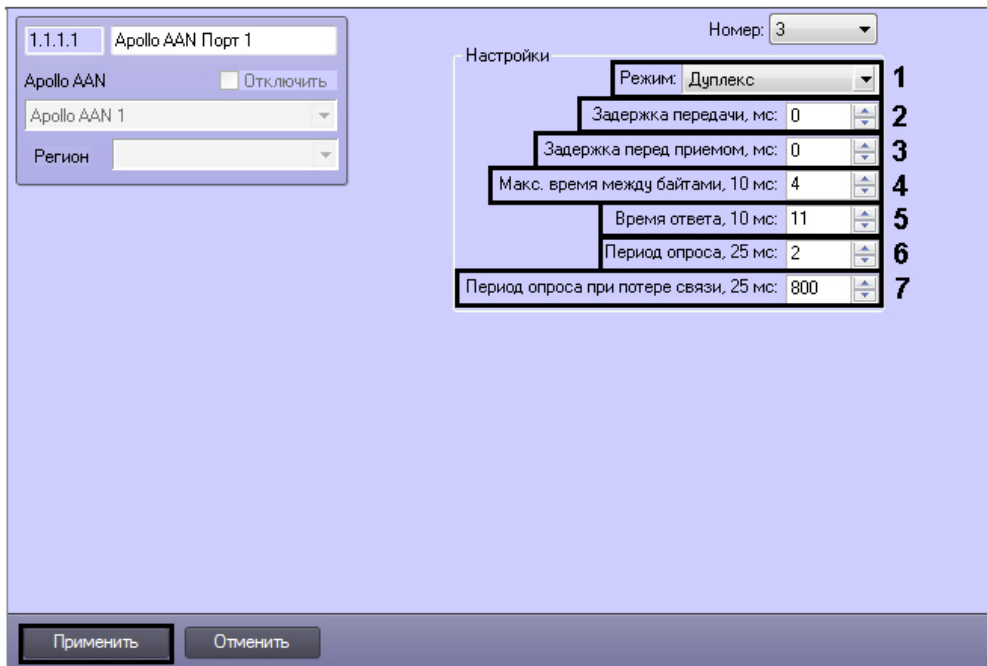 1.1.1.1 Apollo AAN Порт 1
Apollo AAN Отключить
Apollo AAN 1
Регион
Номер: 3
Настройки
Режим: Дуплекс 1
Задержка передачи, мс: 0 2
Задержка перед приемом, мс: 0 3
Макс. время между байтами, 10 мс: 4 4
Время ответа, 10 мс: 11 5
Период опроса, 25 мс: 2 6
Период опроса при потере связи, 25 мс: 800 7
Применить Отменить